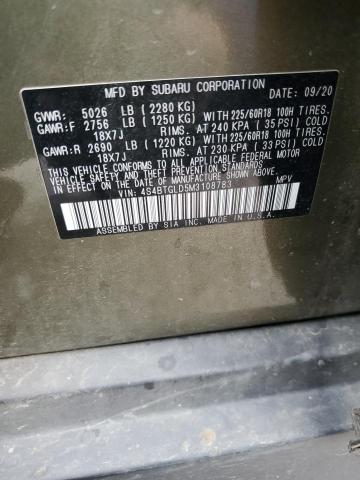 MFD BY SUBARU CORPORATION DATE: 09/20
GVWR: 5026 LB (2280 KG)
GAWR:F 2756 LB (1250 KG) WITH 225/60R18 100H TIRES,
18X7J RIMS, AT 240 KPA (35 PSI) COLD
GAWR:R 2690 LB (1220 KG) WITH 225/60R18 100H TIRES,
18X7J RIMS, AT 230 KPA (33 PSI) COLD
THIS VEHICLE CONFORMS TO ALL APPLICABLE FEDERAL MOTOR
VEHICLE SAFETY STANDARDS IN EFFECT ON THE DATE OF
MANUFACTURE SHOWN ABOVE.
VIN: 4S4BTGLD5M3108783 MPV
ASSEMBLED BY SIA INC. MADE IN U.S.A.